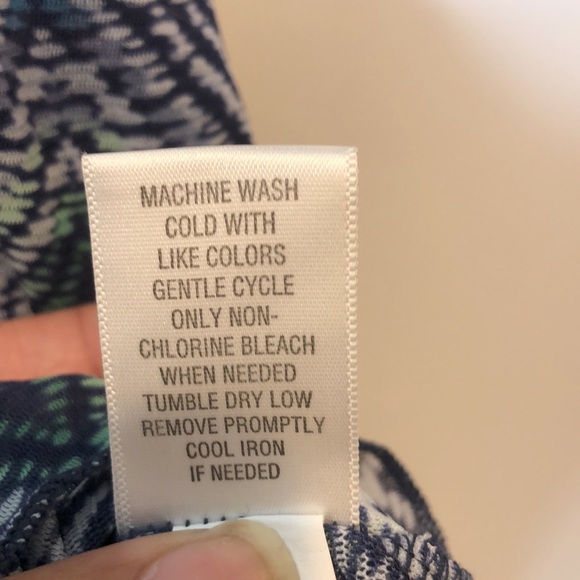 MACHINE WASH
COLD WITH
LIKE COLORS
GENTLE CYCLE
ONLY NON-
CHLORINE BLEACH
WHEN NEEDED
TUMBLE DRY LOW
REMOVE PROMPTLY
COOL IRON
IF NEEDED